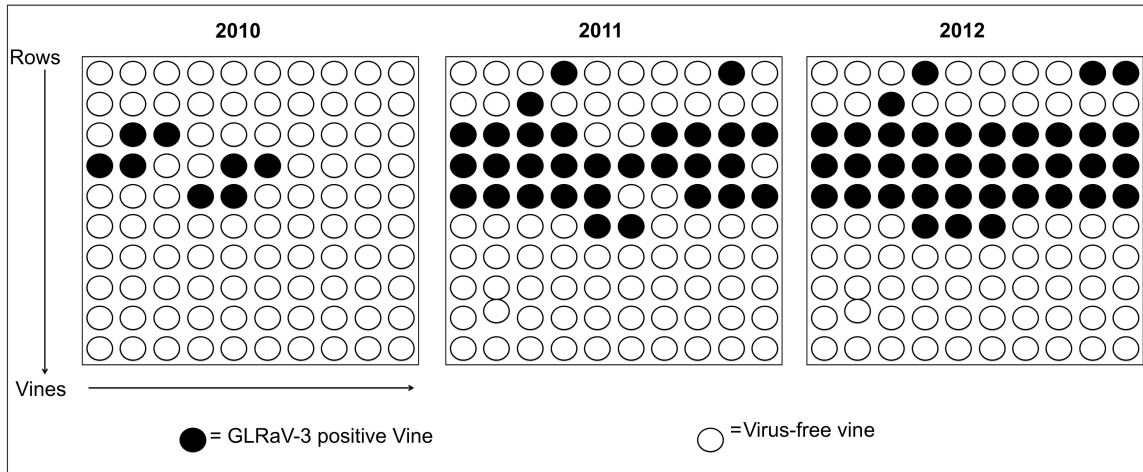 2010
2011
2012
Rows
Vines
= GLRaV-3 positive Vine
=Virus-free vine